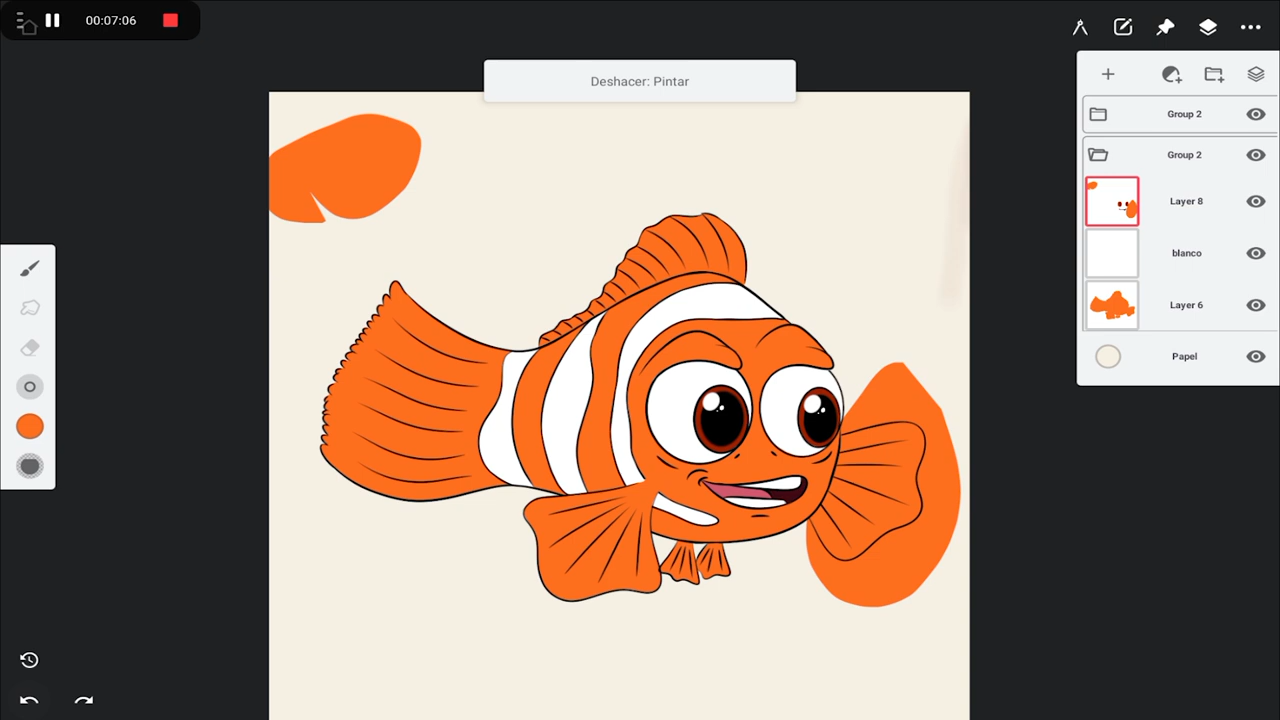 00:07:06
Deshacer: Pintar
Group 2
Group 2
Layer 8
blanco
Layer 6
Papel